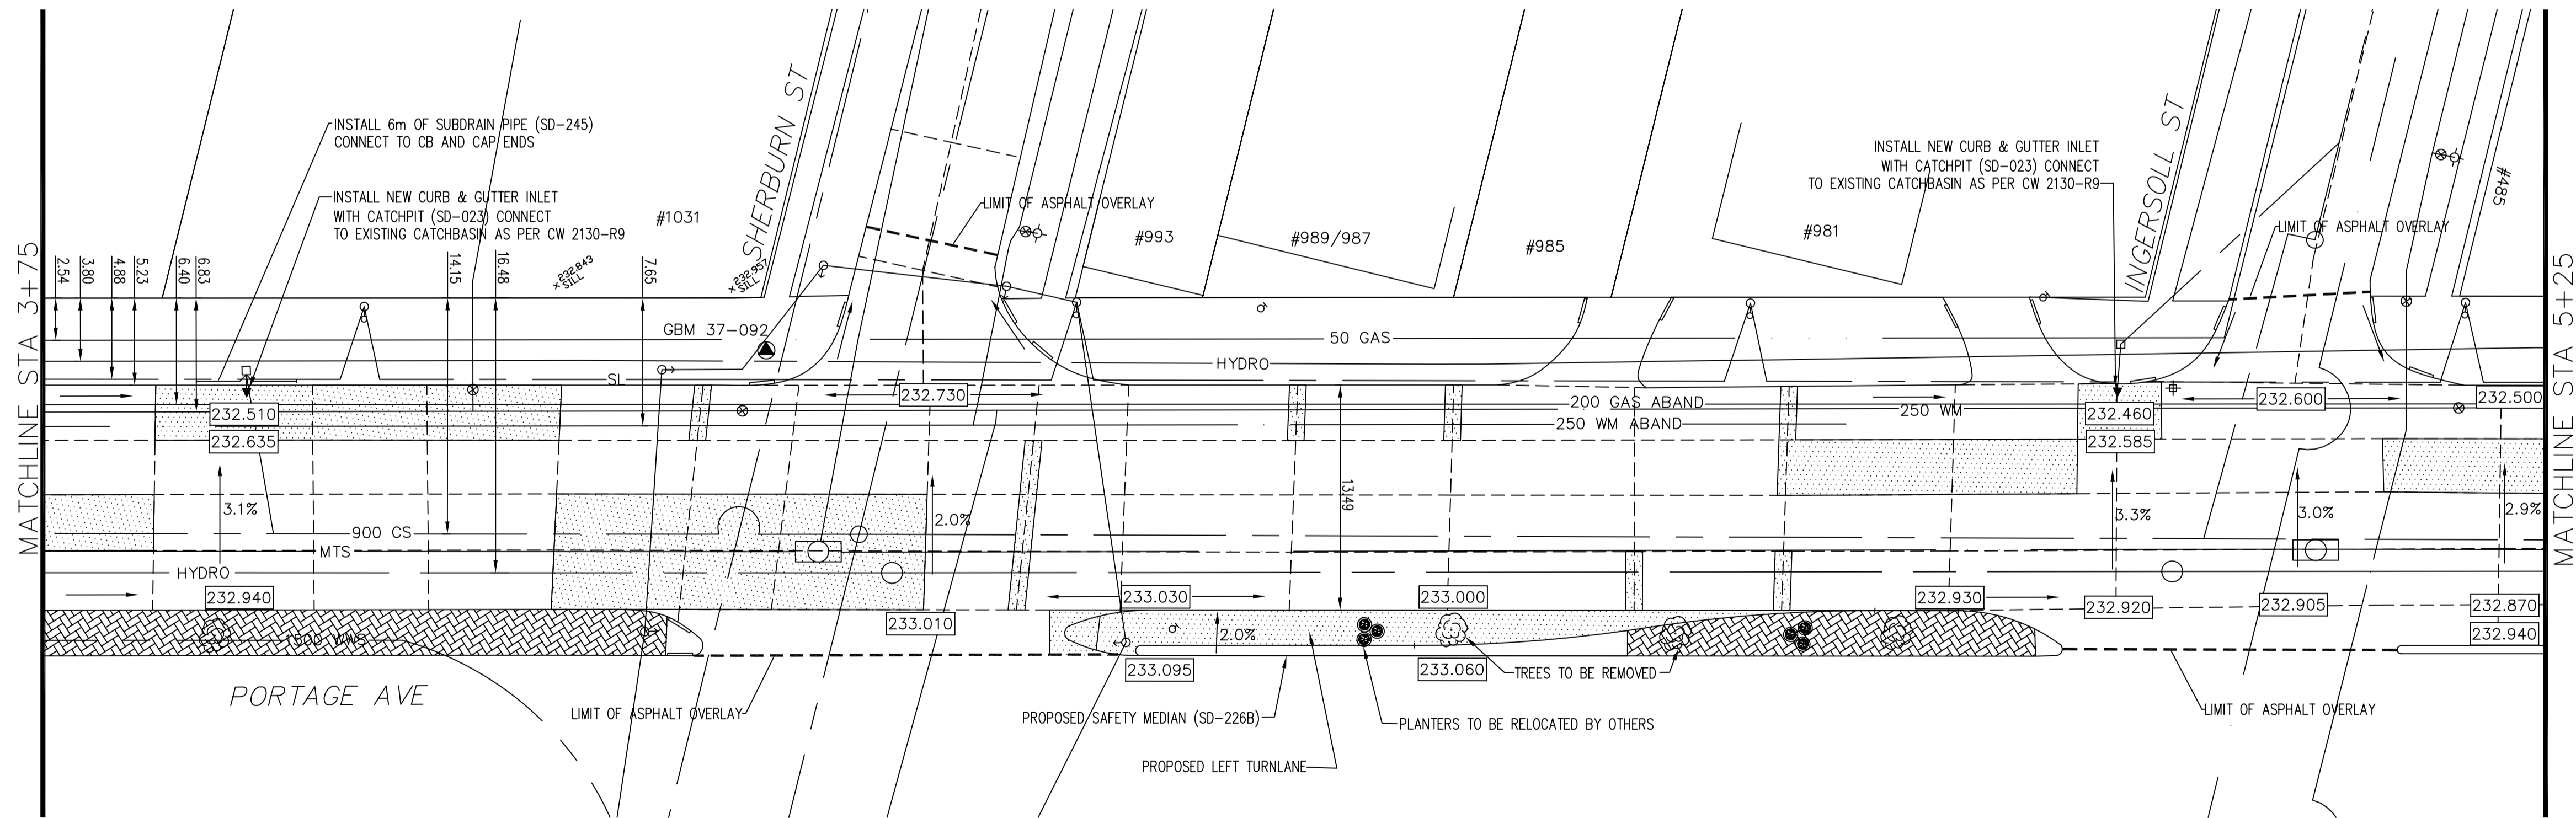 MATCHLINE STA 3+75
INSTALL 6m OF SUBDRAIN PIPE (SD-245)
CONNECT TO CB AND CAP ENDS
INSTALL NEW CURB & GUTTER INLET
WITH CATCHPIT (SD-023) CONNECT
TO EXISTING CATCHBASIN AS PER CW 2130-R9
#1031
SHERBURN ST
LIMIT OF ASPHALT OVERLAY
#993
#989/987
#985
#981
INSTALL NEW CURB & GUTTER INLET
WITH CATCHPIT (SD-023) CONNECT
TO EXISTING CATCHBASIN AS PER CW 2130-R9
INGERSOLL ST
LIMIT OF ASPHALT OVERLAY
#485
MATCHLINE STA 5+25
2.54
3.80
4.88
5.23
6.40
6.83
14.15
16.48
232.843
SILL
7.65
232.957
SILL
GBM 37-092
50 GAS
HYDRO
SL
232.510
232.635
232.730
200 GAS ABAND
250 WM
250 WM ABAND
232.460
232.585
232.600
232.500
3.1%
900 CS
MTS
HYDRO
2.0%
13.49
3.3%
3.0%
2.9%
232.940
233.010
233.030
233.000
232.930
232.920
232.905
232.870
232.940
1500 WWS
2.0%
233.095
233.060
TREES TO BE REMOVED
PORTAGE AVE
LIMIT OF ASPHALT OVERLAY
PROPOSED SAFETY MEDIAN (SD-226B)
PLANTERS TO BE RELOCATED BY OTHERS
LIMIT OF ASPHALT OVERLAY
PROPOSED LEFT TURNLANE